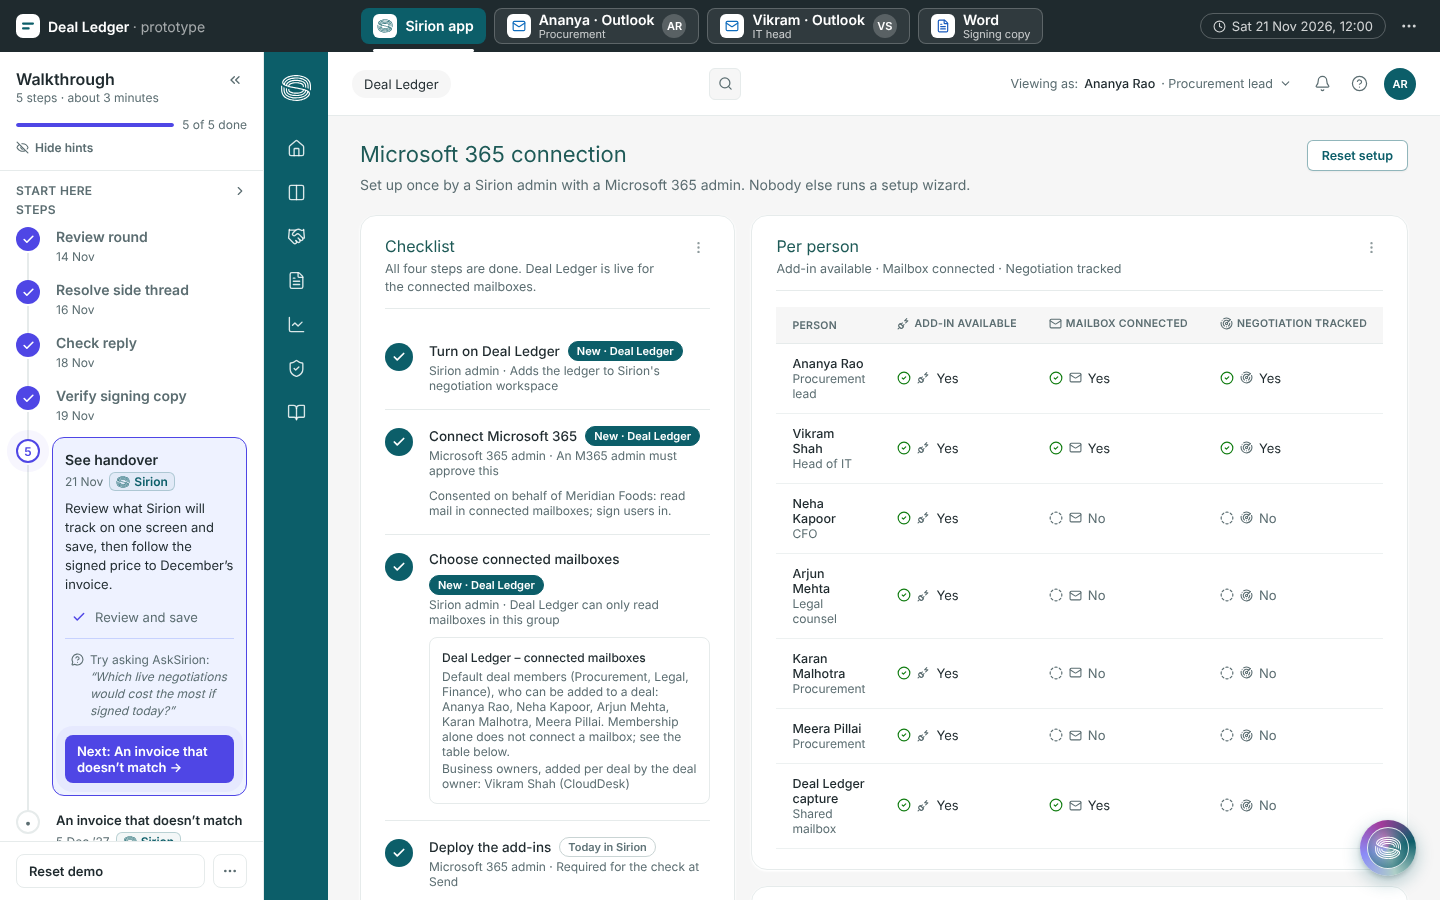 Deal Ledger · prototype
Sirion app
Ananya · Outlook
Procurement
AR
Vikram · Outlook
IT head
VS
Word
Signing copy
Sat 21 Nov 2026, 12:00
Walkthrough
5 steps · about 3 minutes
5 of 5 done
Hide hints
START HERE
STEPS
Review round
14 Nov
Resolve side thread
16 Nov
Check reply
18 Nov
Verify signing copy
19 Nov
5
See handover
21 Nov
Sirion
Review what Sirion will
track on one screen and
save, then follow the
signed price to December’s
invoice.
Review and save
Try asking AskSirion:
“Which live negotiations
would cost the most if
signed today?”
Next: An invoice that
doesn’t match →
An invoice that doesn’t match
5 Dec ’27
Sirion
Reset demo
Deal Ledger
Viewing as: Ananya Rao · Procurement lead
AR
Microsoft 365 connection
Set up once by a Sirion admin with a Microsoft 365 admin. Nobody else runs a setup wizard.
Reset setup
Checklist
All four steps are done. Deal Ledger is live for
the connected mailboxes.
Turn on Deal Ledger
New · Deal Ledger
Sirion admin · Adds the ledger to Sirion's
negotiation workspace
Connect Microsoft 365
New · Deal Ledger
Microsoft 365 admin · An M365 admin must
approve this
Consented on behalf of Meridian Foods: read
mail in connected mailboxes; sign users in.
Choose connected mailboxes
New · Deal Ledger
Sirion admin · Deal Ledger can only read
mailboxes in this group
Deal Ledger – connected mailboxes
Default deal members (Procurement, Legal,
Finance), who can be added to a deal:
Ananya Rao, Neha Kapoor, Arjun Mehta,
Karan Malhotra, Meera Pillai. Membership
alone does not connect a mailbox; see the
table below.
Business owners, added per deal by the deal
owner: Vikram Shah (CloudDesk)
Deploy the add-ins
Today in Sirion
Microsoft 365 admin · Required for the check at
Send
Per person
Add-in available · Mailbox connected · Negotiation tracked
PERSON ADD-IN AVAILABLE MAILBOX CONNECTED NEGOTIATION TRACKED
Ananya Rao
Procurement
lead
Yes Yes Yes
Vikram
Shah
Head of IT
Yes Yes Yes
Neha
Kapoor
CFO
Yes No No
Arjun
Mehta
Legal
counsel
Yes No No
Karan
Malhotra
Procurement
Yes No No
Meera Pillai
Procurement
Yes No No
Deal Ledger
capture
Shared
mailbox
Yes Yes No